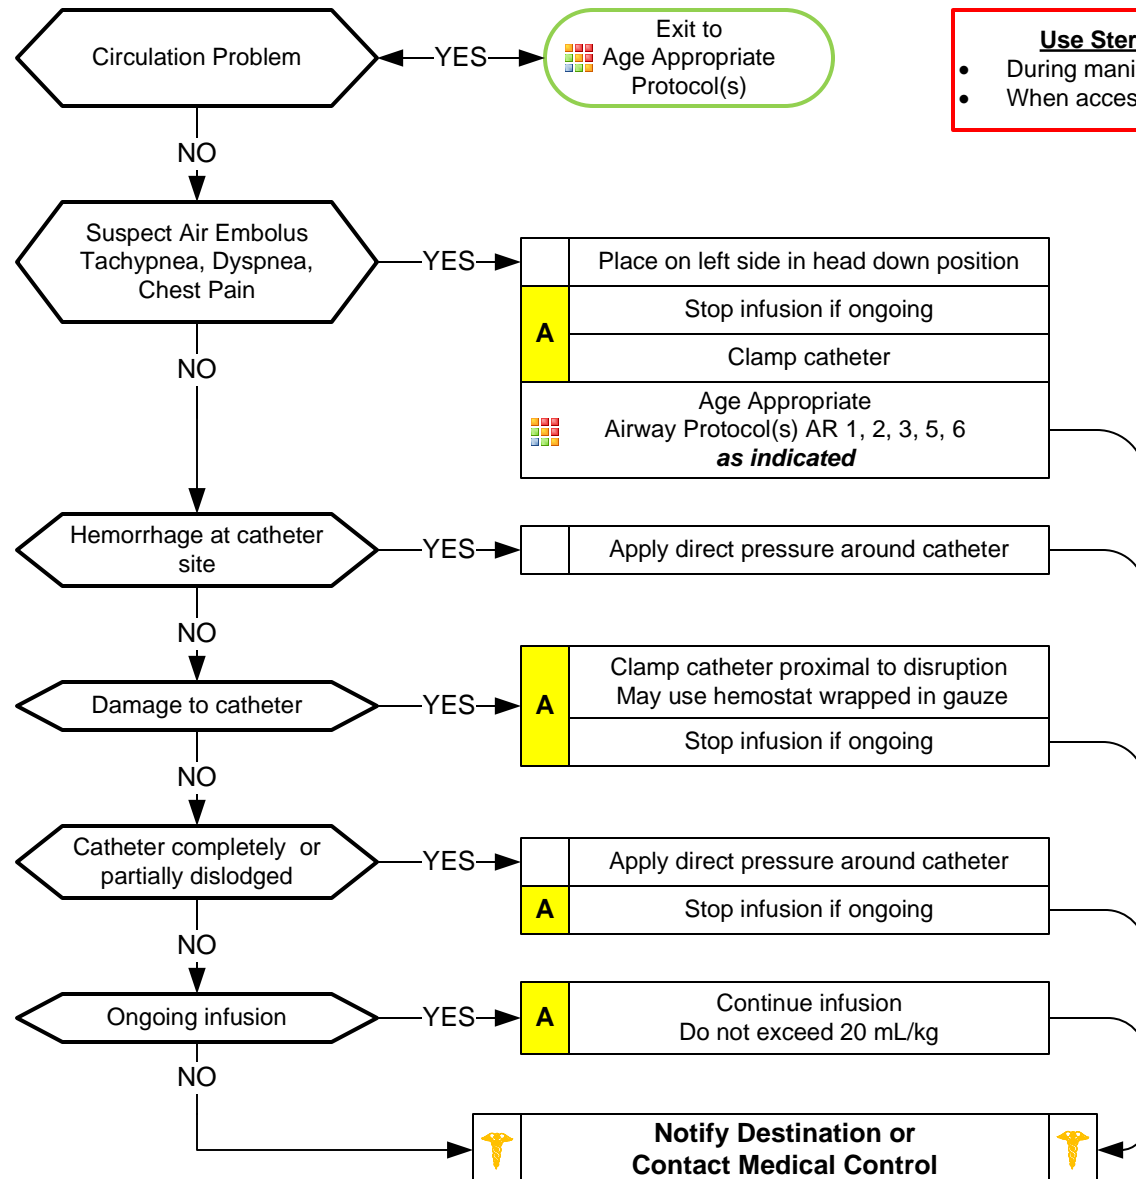 Circulation Problem
YES
Exit to
Age Appropriate
Protocol(s)
During
When
NO
Suspect Air Embolus
Tachypnea, Dyspnea,
Chest Pain
YES
Place on left side in head down position
A
Stop infusion if ongoing
Clamp catheter
Age Appropriate
Airway Protocol(s) AR 1, 2, 3, 5, 6
as indicated
NO
Hemorrhage at catheter
site
YES
Apply direct pressure around catheter
NO
Damage to catheter
YES
A
Clamp catheter proximal to disruption
May use hemostat wrapped in gauze
Stop infusion if ongoing
NO
Catheter completely or
partially dislodged
YES
Apply direct pressure around catheter
A
Stop infusion if ongoing
NO
Ongoing infusion
YES
A
Continue infusion
Do not exceed 20 mL/kg
NO
Notify Destination or
Contact Medical Control